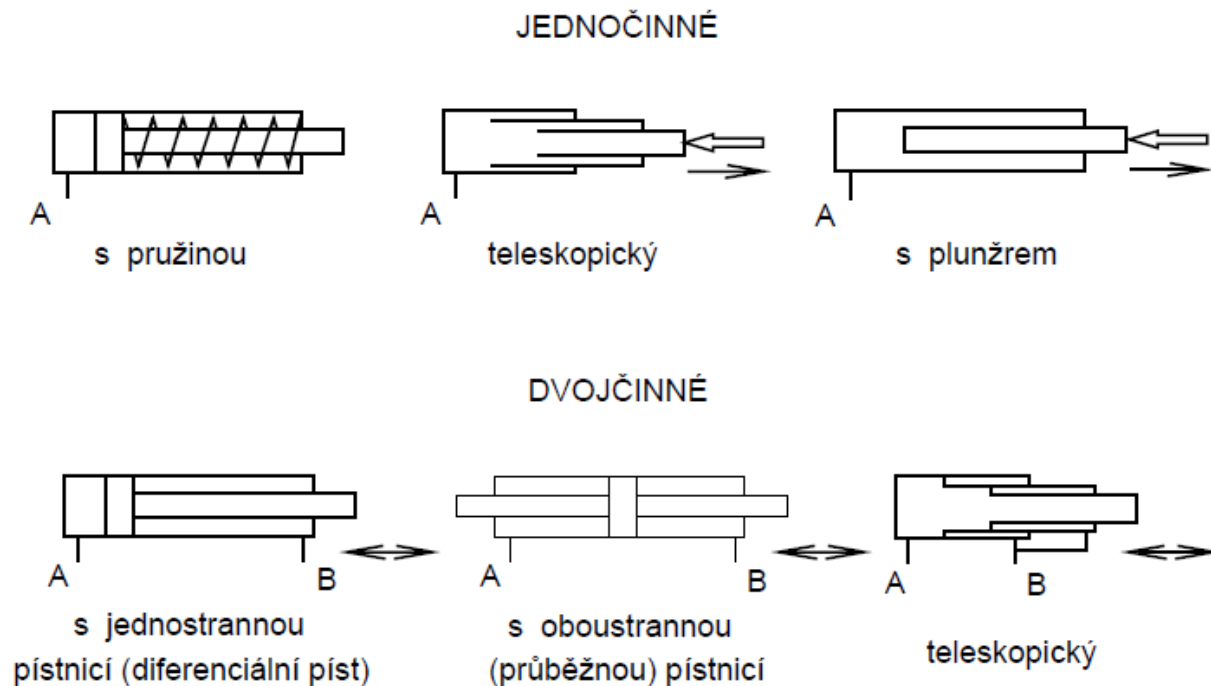 JEDNOČINNÉ
A
A
A
s pružinou
teleskopický
s plunžrem
DVOJČINNÉ
A
B
A
B
A
B
s jednostrannou
pístnicí (diferenciální píst)
s oboustrannou
(průběžnou) pístnicí
teleskopický